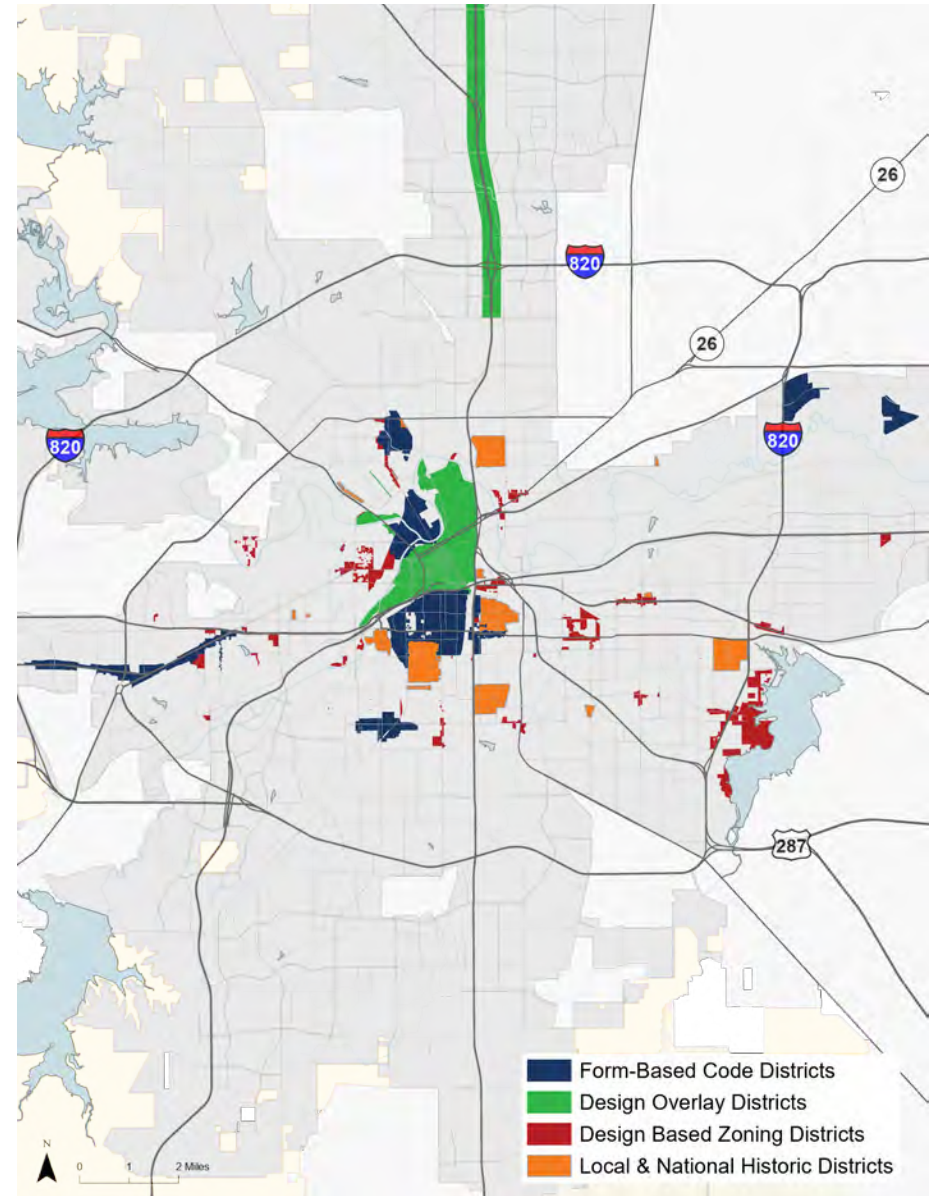 26
820
26
820
820
287
Form-Based Code Districts
Design Overlay Districts
Design Based Zoning Districts
Local & National Historic Districts
N
0 1 2 Miles